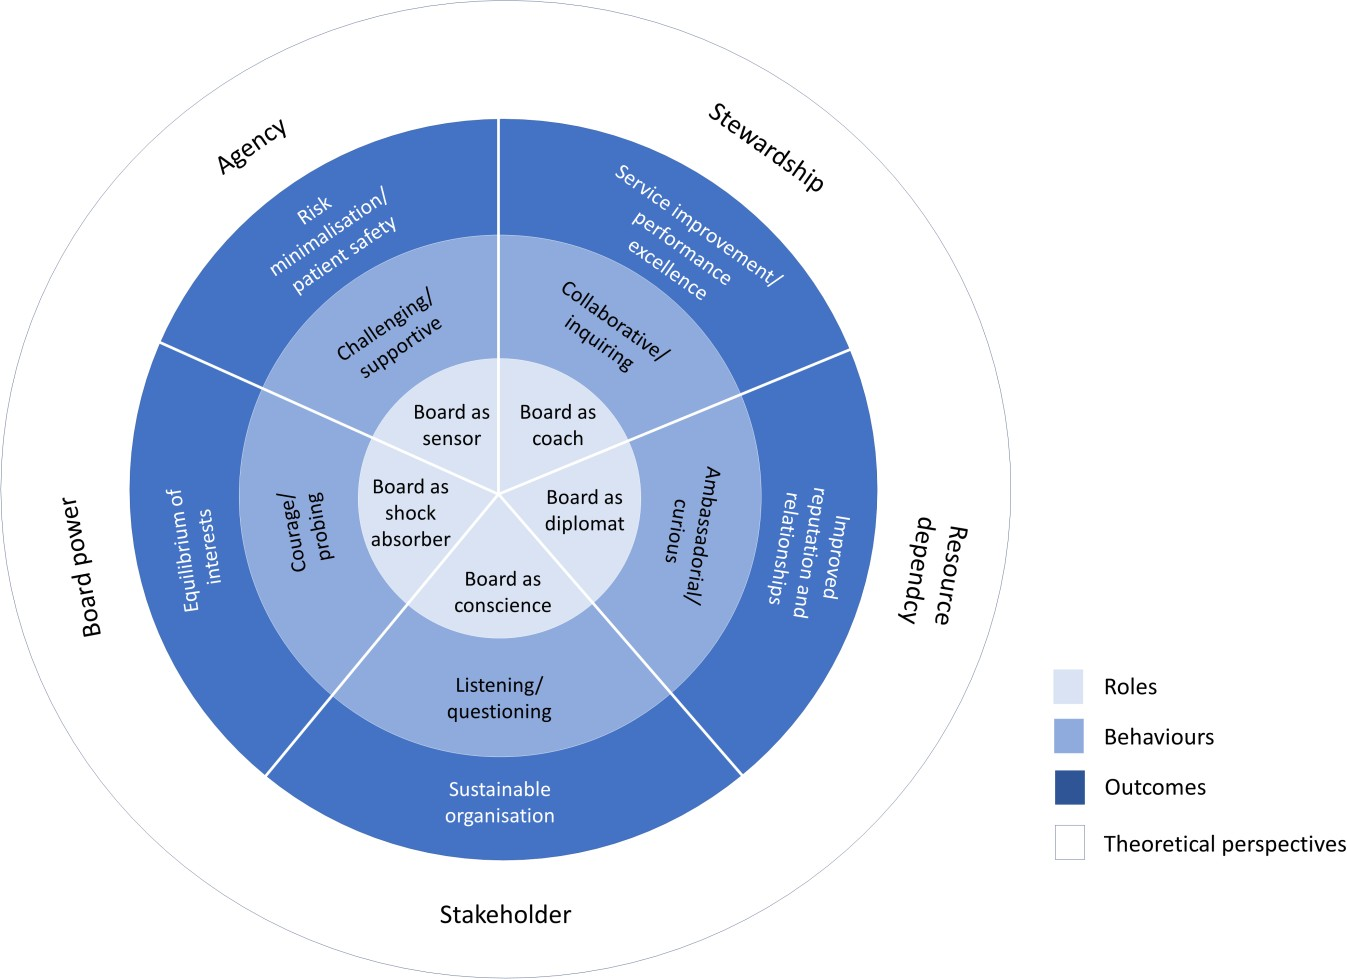 Agency
Stewardship
Risk
minimalisation/
patient safety
Service improvement/
performance
excellence
Challenging/
supportive
Collaborative/
inquiring
Board as
sensor
Board as
coach
Board power
Equilibrium of
interests
Courage/
probing
Board as
shock
absorber
Board as
diplomat
Ambassadorial/
curious
Improved
reputation and
relationships
Resource
dependcy
Board as
conscience
Listening/
questioning
Sustainable
organisation
Stakeholder
Roles
Behaviours
Outcomes
Theoretical perspectives